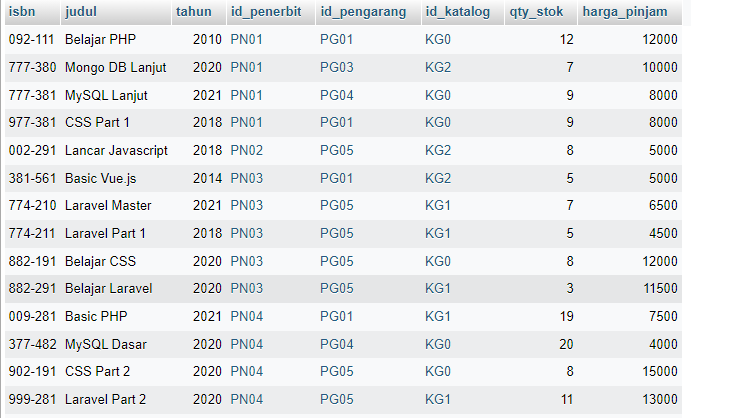 isbn judul tahun id_penerbit id_pengarang id_katalog qty_stok harga_pinjam
092-111 Belajar PHP 2010 PN01 PG01 KG0 12 12000
777-380 Mongo DB Lanjut 2020 PN01 PG03 KG2 7 10000
777-381 MySQL Lanjut 2021 PN01 PG04 KG0 9 8000
977-381 CSS Part 1 2018 PN01 PG01 KG0 9 8000
002-291 Lancar Javascript 2018 PN02 PG05 KG2 8 5000
381-561 Basic Vue.js 2014 PN03 PG01 KG2 5 5000
774-210 Laravel Master 2021 PN03 PG05 KG1 7 6500
774-211 Laravel Part 1 2018 PN03 PG05 KG1 5 4500
882-191 Belajar CSS 2020 PN03 PG05 KG0 8 12000
882-291 Belajar Laravel 2020 PN03 PG05 KG1 3 11500
009-281 Basic PHP 2021 PN04 PG01 KG1 19 7500
377-482 MySQL Dasar 2020 PN04 PG04 KG0 20 4000
902-191 CSS Part 2 2020 PN04 PG05 KG0 8 15000
999-281 Laravel Part 2 2020 PN04 PG05 KG1 11 13000